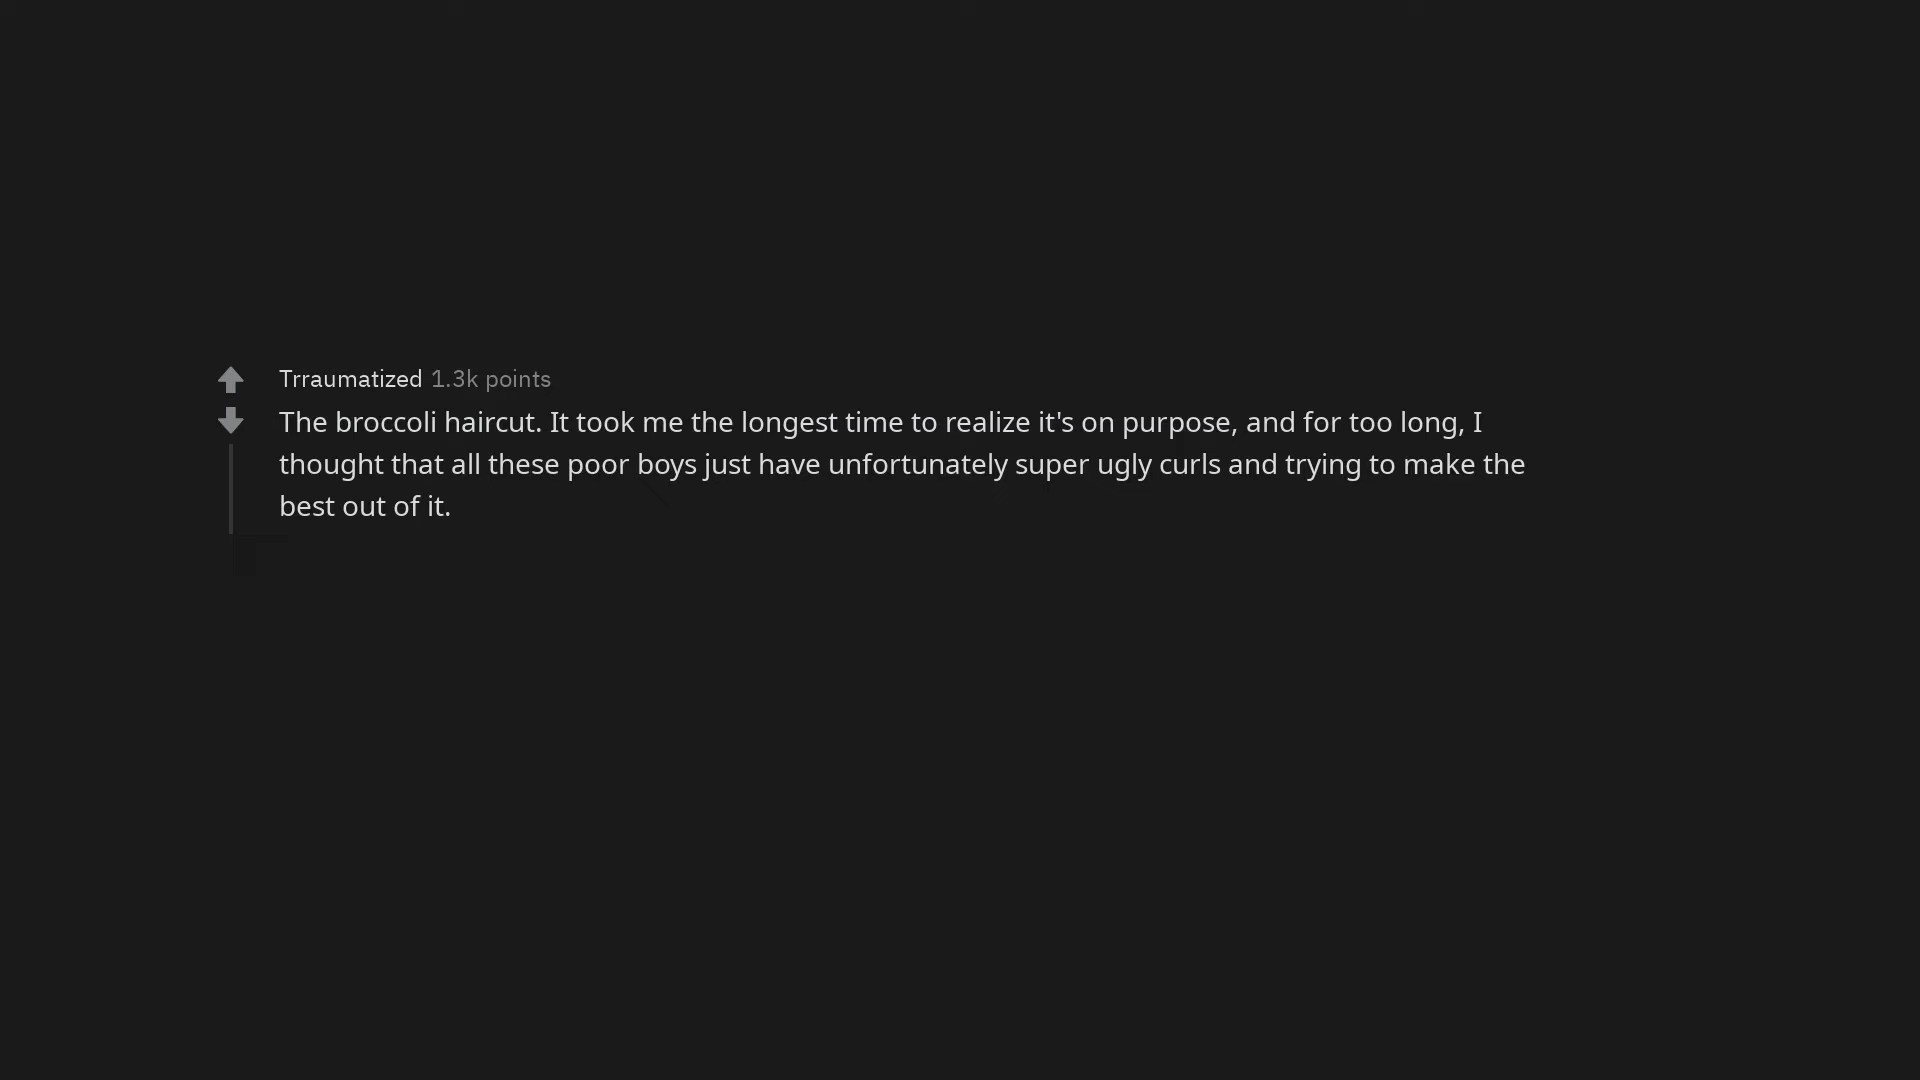 Trraumatized 1.3k points
The broccoli haircut. It took me the longest time to realize it's on purpose, and for too long, I
thought that all these poor boys just have unfortunately super ugly curls and trying to make the
best out of it.